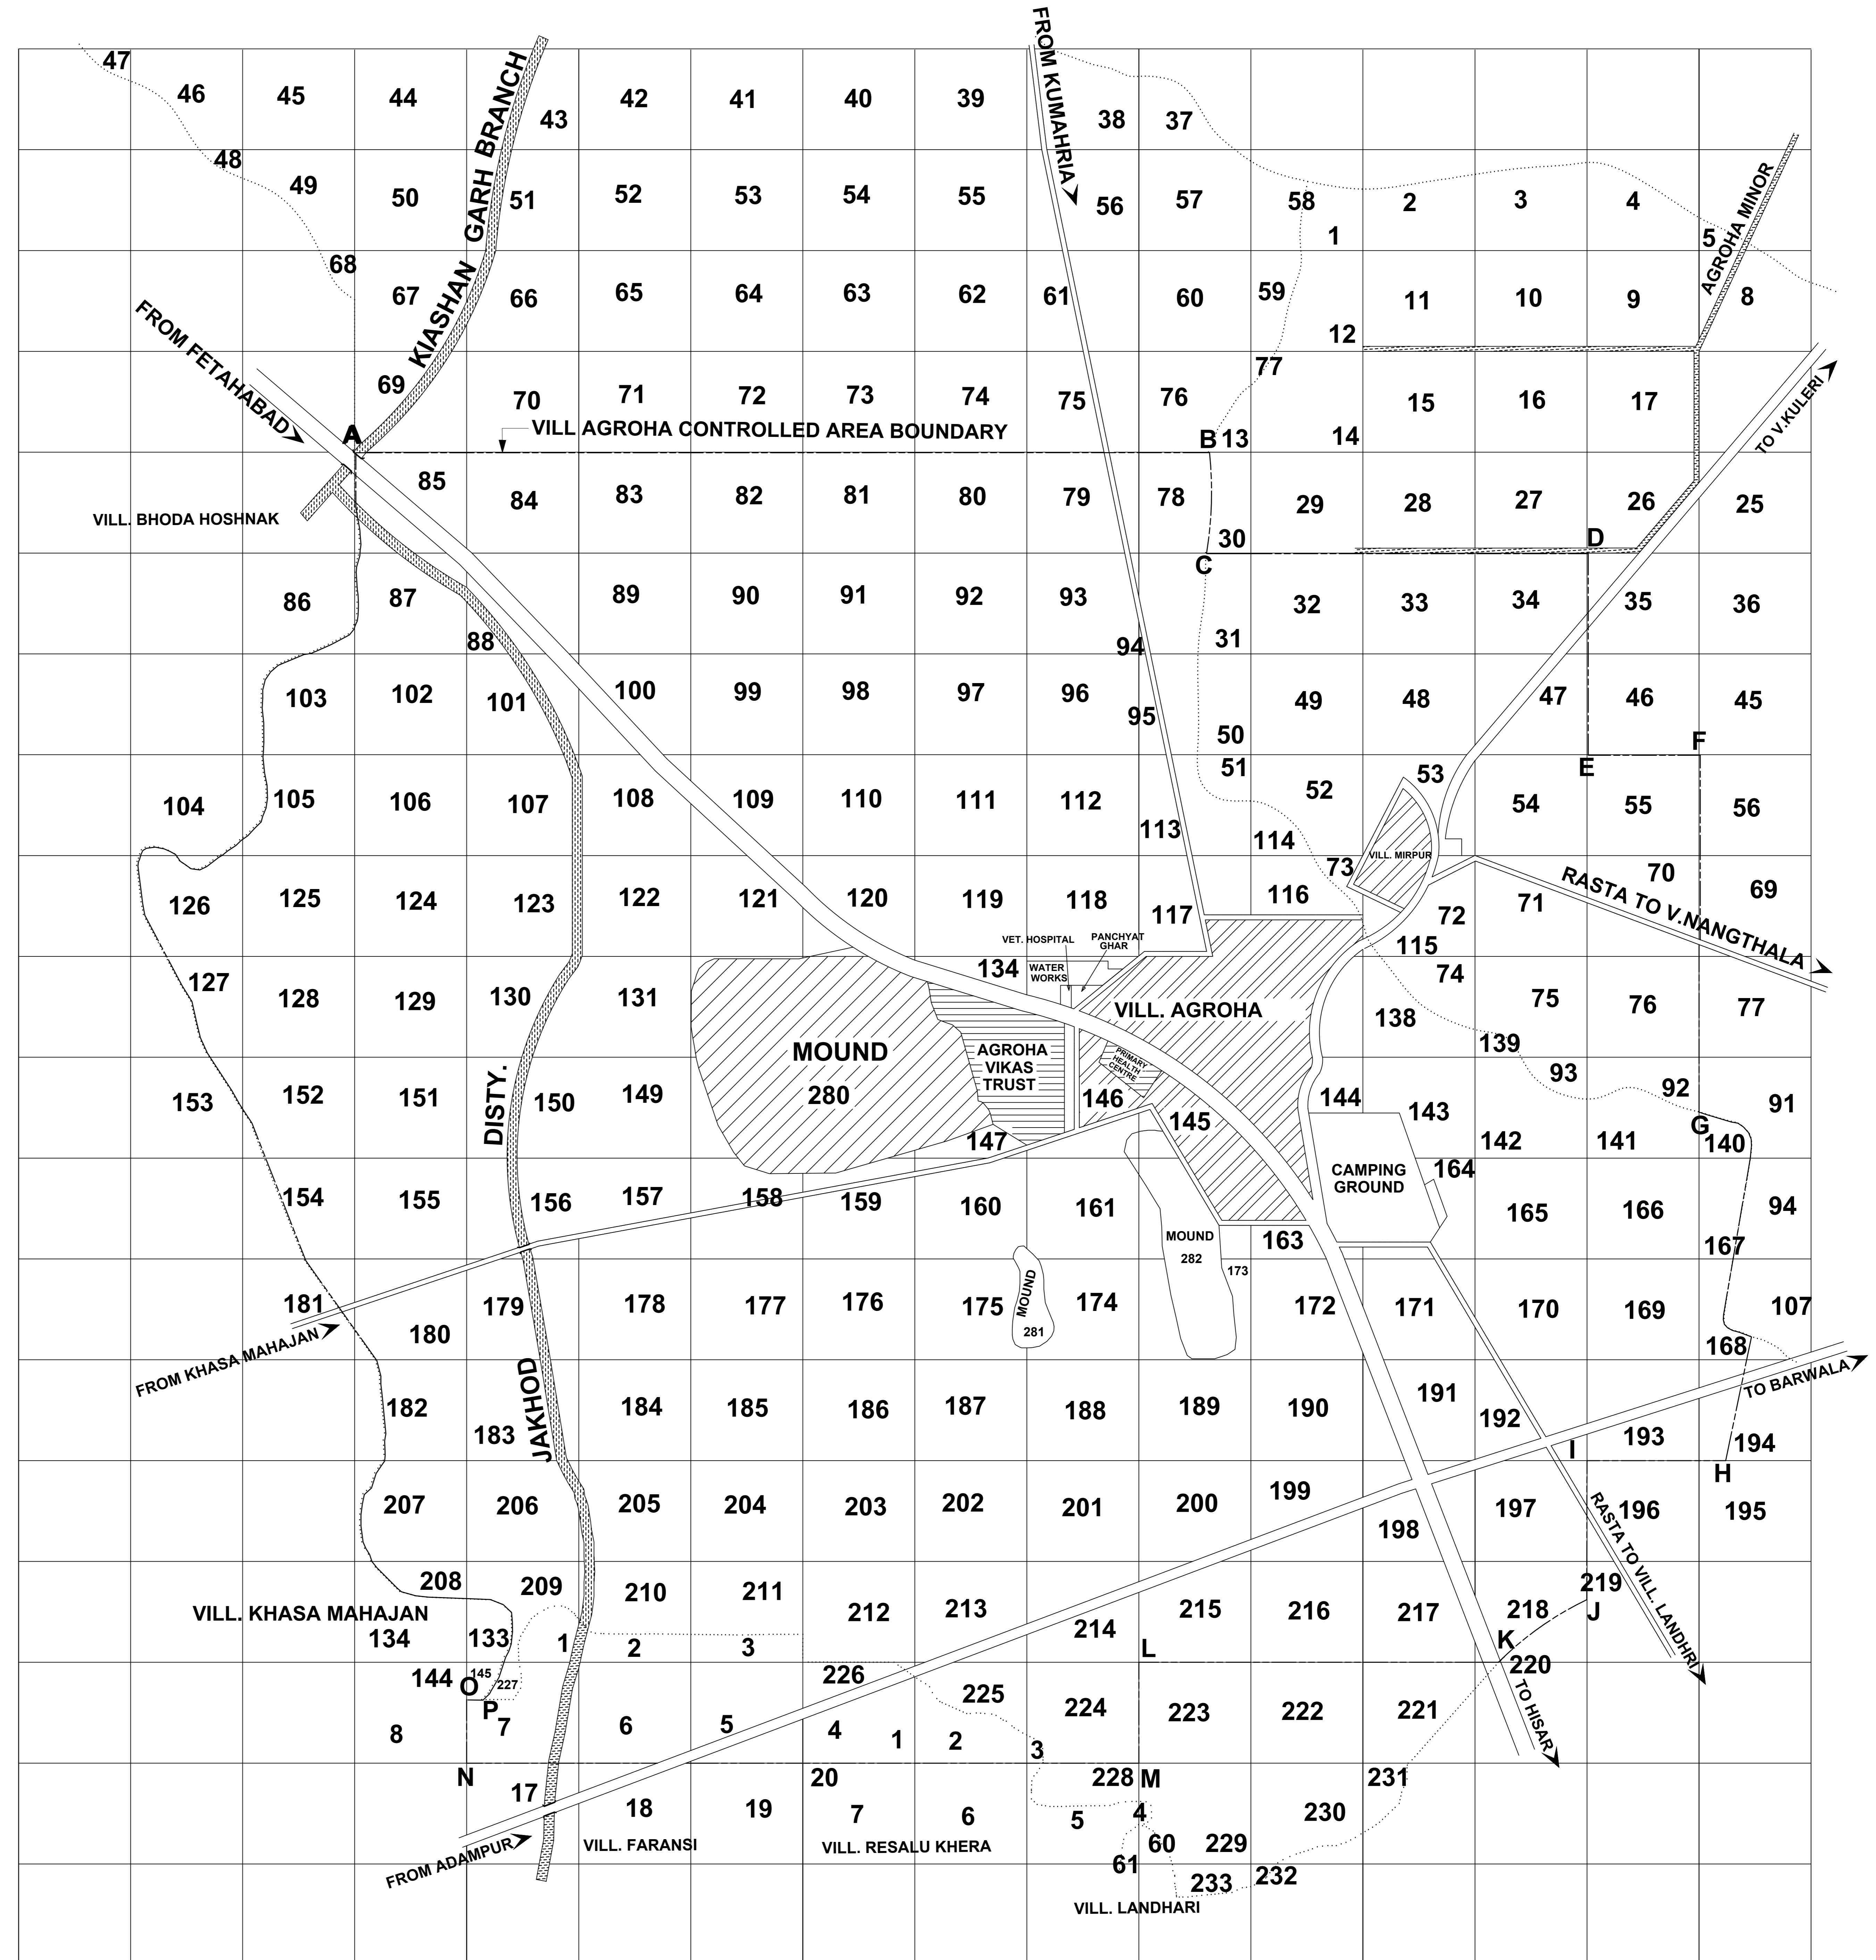 FROM KUMAHRIA
47
46 45 44 43 42 41 40 39 38 37
KIASHAN GARH BRANCH
48 49 50 51 52 53 54 55 56 57 58 2 3 4
1 5
AGROHA MINOR
68 67 66 65 64 63 62 61 60 59 11 10 9 8
12
FROM FETAHABAD
77
69 70 71 72 73 74 75 76 15 16 17
TO V.KULERI
A VILL AGROHA CONTROLLED AREA BOUNDARY B 13 14
85 84 83 82 81 80 79 78 29 28 27 26 25
VILL. BHODA HOSHNAK
30 D
C
86 87 89 90 91 92 93 32 33 34 35 36
88 94 31
103 102 101 100 99 98 97 96 95 49 48 47 46 45
50 F
51 53 E
104 105 106 107 108 109 110 111 112 52 54 55 56
113 114
73 VILL. MIRPUR 70
RASTA TO V.NANGTHALA
126 125 124 123 122 121 120 119 118 117 116 72 71 69
115
VET. HOSPITAL PANCHYAT
GHAR
127 134 WATER
WORKS
74
128 129 130 131 VILL. AGROHA 138 75 76 77
139
MOUND
280
AGROHA
VIKAS
TRUST
PRIMARY
HEALTH
CENTRE
93 92
153 152 151 DISTY. 150 149 146 145 144 143 91
147 142 141 G 140
CAMPING
GROUND
164
154 155 156 157 158 159 160 161 165 166 94
MOUND
282
163 167
173
181 180 179 178 177 176 175 MOUND
281
174 172 171 170 169 107
168
FROM KHASA MAHAJAN
TO BARWALA
182 183 JAKHOD 184 185 186 187 188 189 190 191 192 193 194
I H
207 206 205 204 203 202 201 200 199 198 197 196 195
RASTA TO VILL. LANDHRI
208 209 210 211 212 213 214 215 216 217 218 219
J
VILL. KHASA MAHAJAN
134 133 1 2 3 L K
144 O 145 227 226 225 220
P
8 7 6 5 4 1 2 3 224 223 222 221
TO HISAR
N 17 20 228 M 231
18 19 7 6 5 4 230
60 229
FROM ADAMPUR
VILL. FARANSI VILL. RESALU KHERA
61 233 232
VILL. LANDHARI